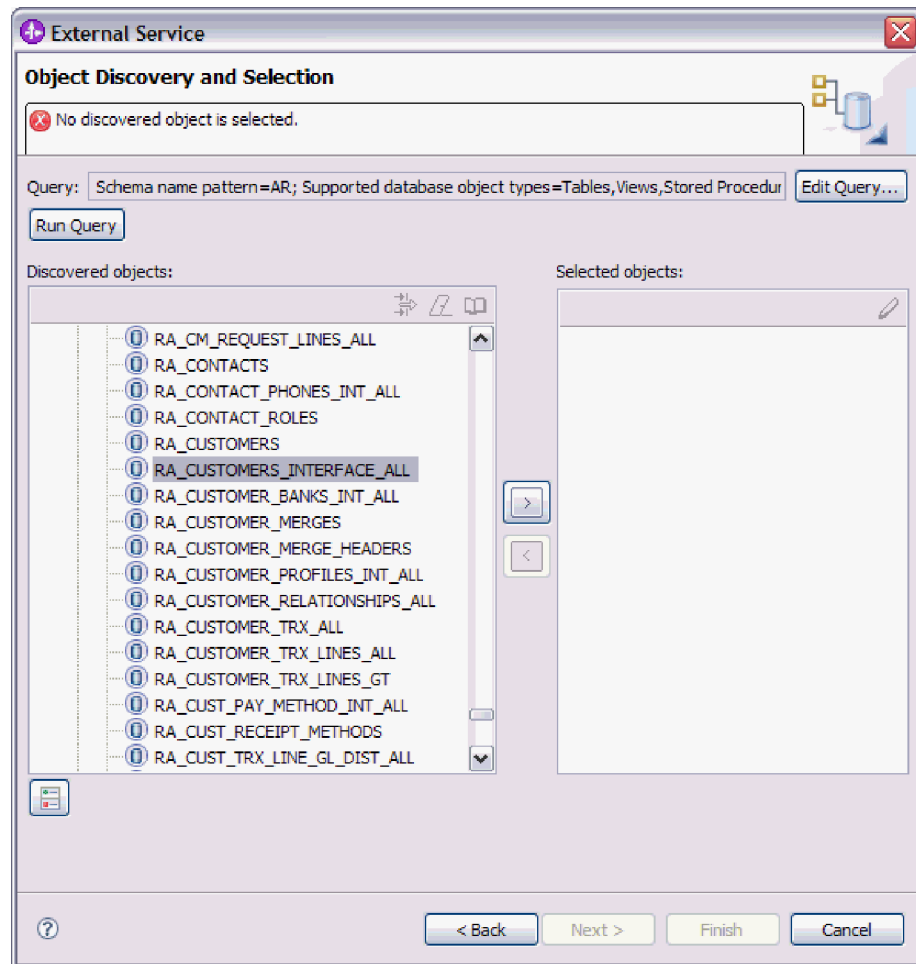 External Service
Object Discovery and Selection
No discovered object is selected.
Query: Schema name pattern=AR; Supported database object types=Tables,Views,Stored Procedur Edit Query...
Run Query
Discovered objects: Selected objects:
RA_CM_REQUEST_LINES_ALL
RA_CONTACTS
RA_CONTACT_PHONES_INT_ALL
RA_CONTACT_ROLES
RA_CUSTOMERS
RA_CUSTOMERS_INTERFACE_ALL
RA_CUSTOMER_BANKS_INT_ALL
RA_CUSTOMER_MERGES
RA_CUSTOMER_MERGE_HEADERS
RA_CUSTOMER_PROFILES_INT_ALL
RA_CUSTOMER_RELATIONSHIPS_ALL
RA_CUSTOMER_TRX_ALL
RA_CUSTOMER_TRX_LINES_ALL
RA_CUSTOMER_TRX_LINES_GT
RA_CUST_PAY_METHOD_INT_ALL
RA_CUST_RECEIPT_METHODS
RA_CUST_TRX_LINE_GL_DIST_ALL
< Back Next > Finish Cancel